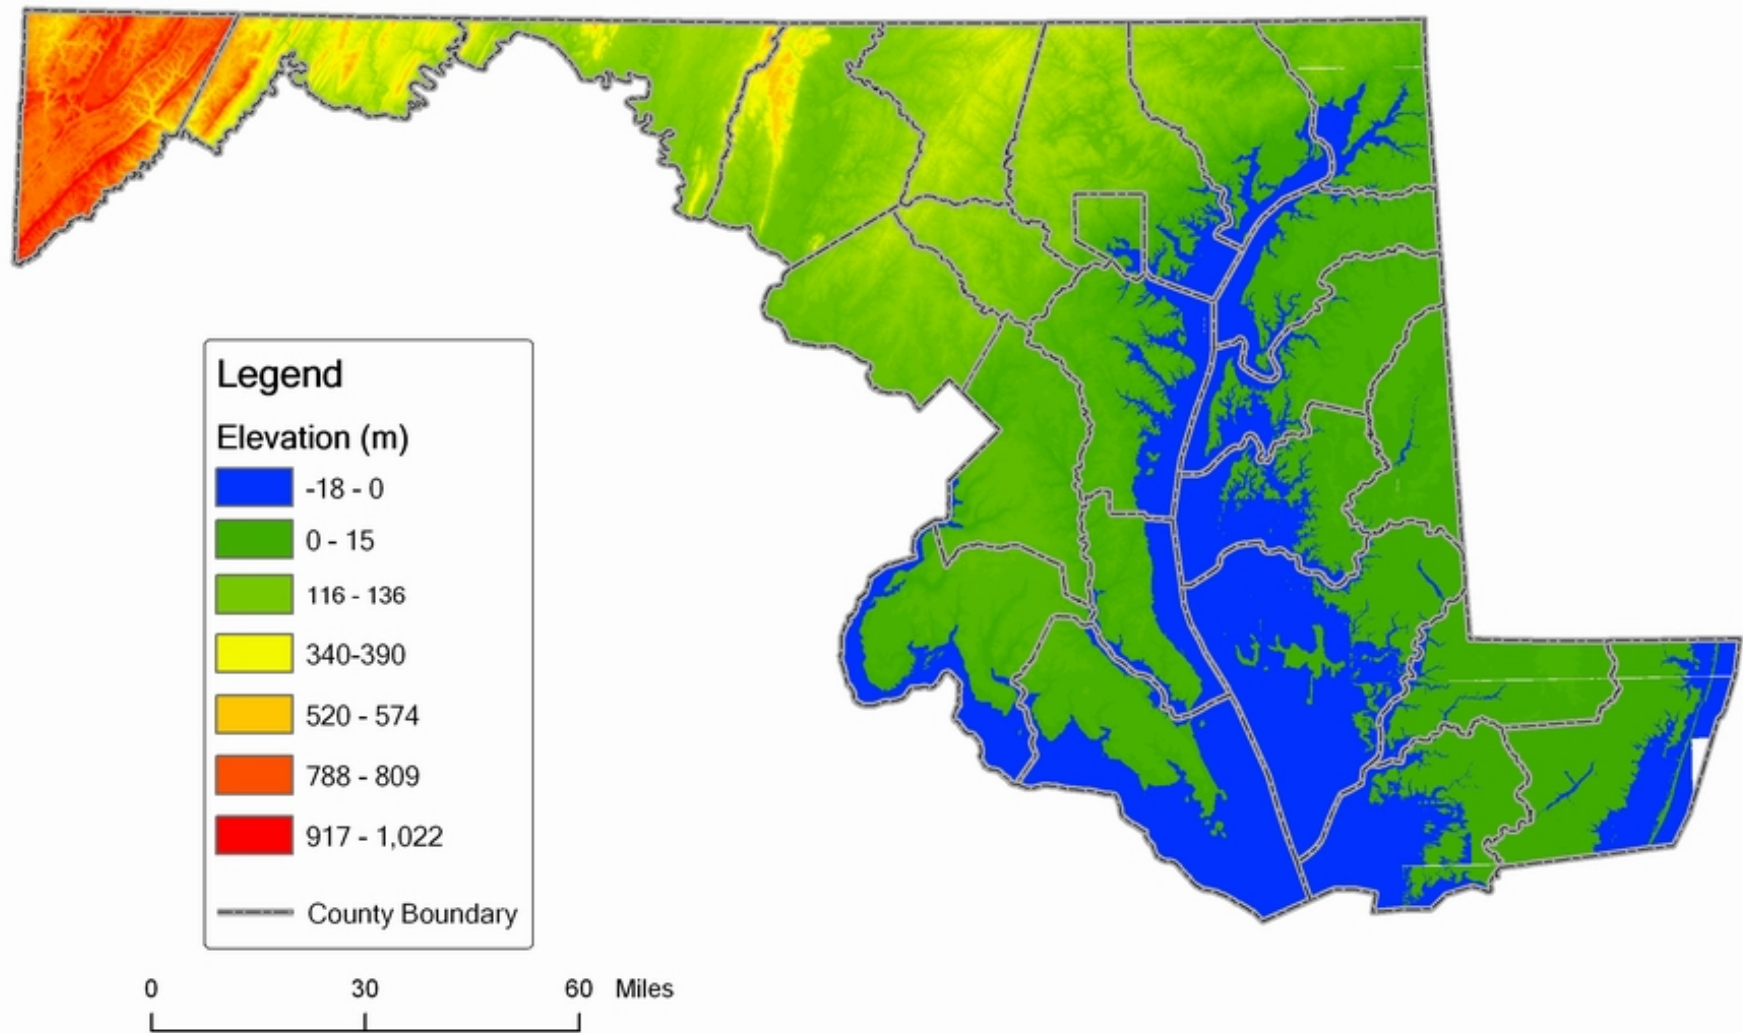 Legend
Elevation (m)
-18 - 0
0 - 15
116 - 136
340-390
520 - 574
788 - 809
917 - 1,022
County Boundary
0 30 60 Miles